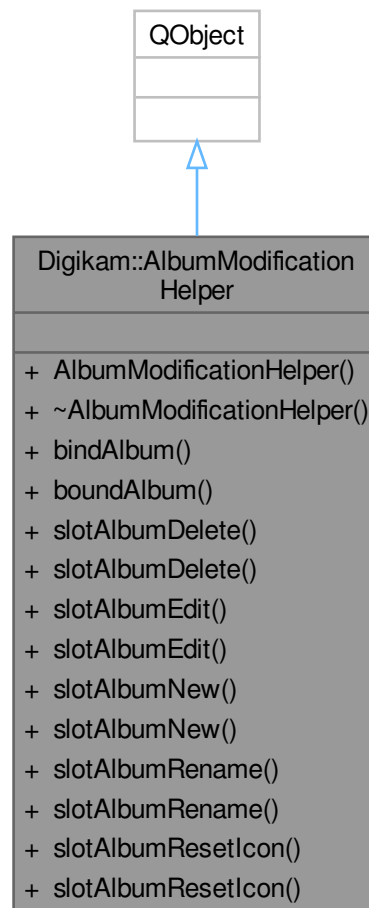 QObject
Digikam::AlbumModification
Helper
+ AlbumModificationHelper()
+ ~AlbumModificationHelper()
+ bindAlbum()
+ boundAlbum()
+ slotAlbumDelete()
+ slotAlbumDelete()
+ slotAlbumEdit()
+ slotAlbumEdit()
+ slotAlbumNew()
+ slotAlbumNew()
+ slotAlbumRename()
+ slotAlbumRename()
+ slotAlbumResetIcon()
+ slotAlbumResetIcon()